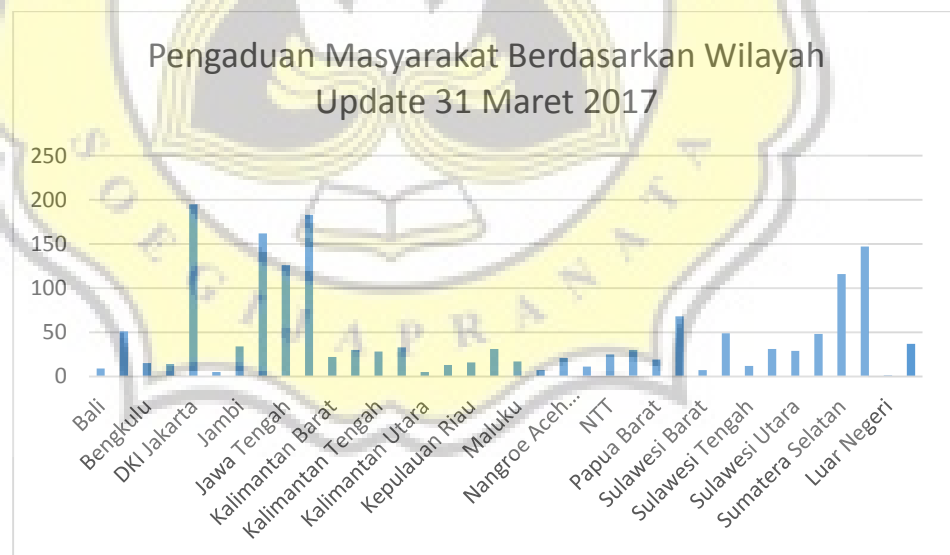 Pengaduan Masyarakat Berdasarkan Wilayah
Update 31 Maret 2017
250
200
150
100
50
0
Bali
Bengkulu
DKI Jakarta
Jambi
Jawa Tengah
Kalimantan Barat
Kalimantan Tengah
Kalimantan Utara
Kepulauan Riau
Maluku
Nangroe Aceh...
NTT
Papua Barat
Sulawesi Barat
Sulawesi Tengah
Sulawesi Utara
Sumatera Selatan
Luar Negeri
SOEGIJAPRANATA